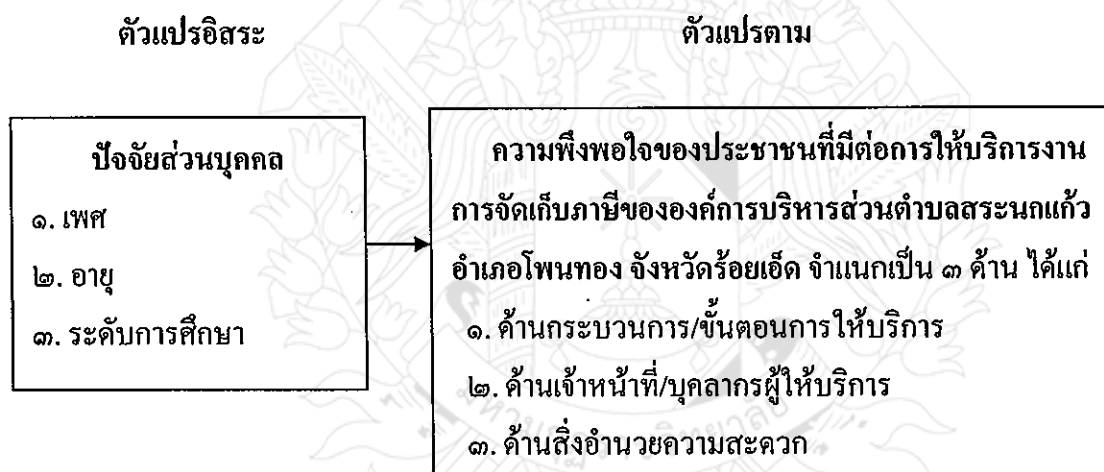 ตัวแปรอิสระ
ตัวแปรตาม
ปัจจัยส่วนบุคคล
๑. เพศ
๒. อายุ
๓. ระดับการศึกษา
ความพึงพอใจของประชาชนที่มีต่อการให้บริการงาน
การจัดเก็บภาษีขององค์การบริหารส่วนตำบลสระนกแก้ว
อำเภอโพนทอง จังหวัดร้อยเอ็ด จำแนกเป็น ๓ ด้าน ได้แก่
๑. ด้านกระบวนการ/ขั้นตอนการให้บริการ
๒. ด้านเจ้าหน้าที่/บุคลากรผู้ให้บริการ
๓. ด้านสิ่งอำนวยความสะดวก